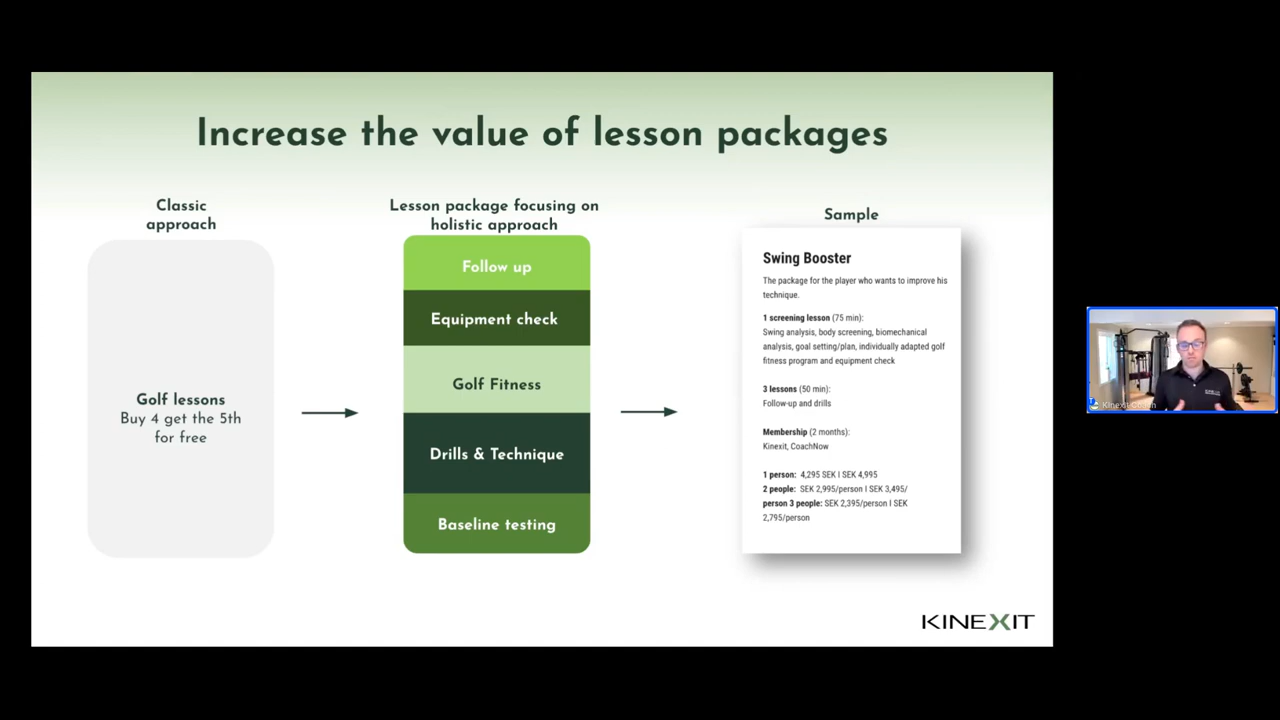 Increase the value of lesson packages
Classic
approach
Golf lessons
Buy 4 get the 5th
for free
Lesson package focusing on
holistic approach
Follow up
Equipment check
Golf Fitness
Drills & Technique
Baseline testing
Sample
Swing Booster
The package for the player who wants to improve his
technique.
1 screening lesson (75 min):
Swing analysis, body screening, biomechanical
analysis, goal setting/plan, individually adapted golf
fitness program and equipment check
3 lessons (50 min):
Follow-up and drills
Membership (2 months):
Kinexit, CoachNow
1 person: 4,295 SEK I SEK 4,995
2 people: SEK 2,995/person I SEK 3,495/
person 3 people: SEK 2,395/person I SEK
2,795/person
KINEXIT
Kinexit Coach